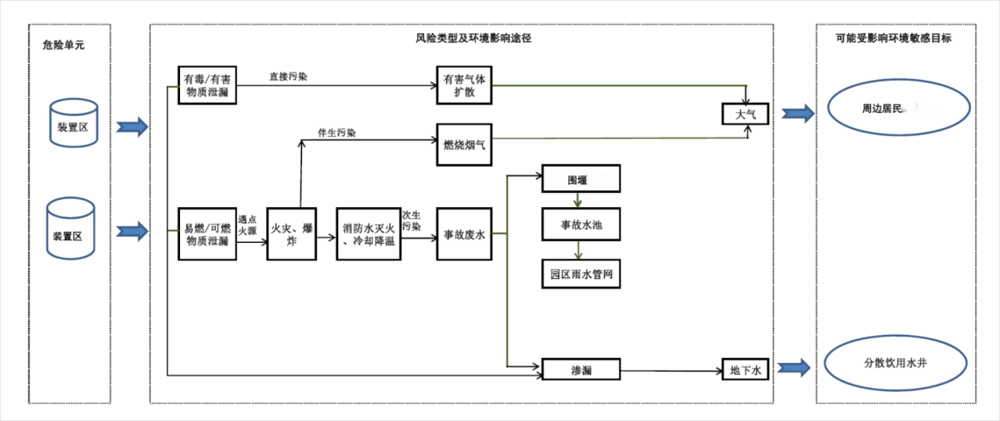 危险单元
风险类型及环境影响途径
可能受影响环境敏感目标
装置区
装置区
有毒/有害
物质泄漏
直接污染
有害气体
扩散
大气
伴生污染
燃烧烟气
易燃/可燃
物质泄漏
遇点
火源
火灾、爆
炸
消防水灭火
、冷却降温
次生
污染
事故废水
围堰
事故水池
园区雨水管网
渗漏
地下水
周边居民
分散饮用水井